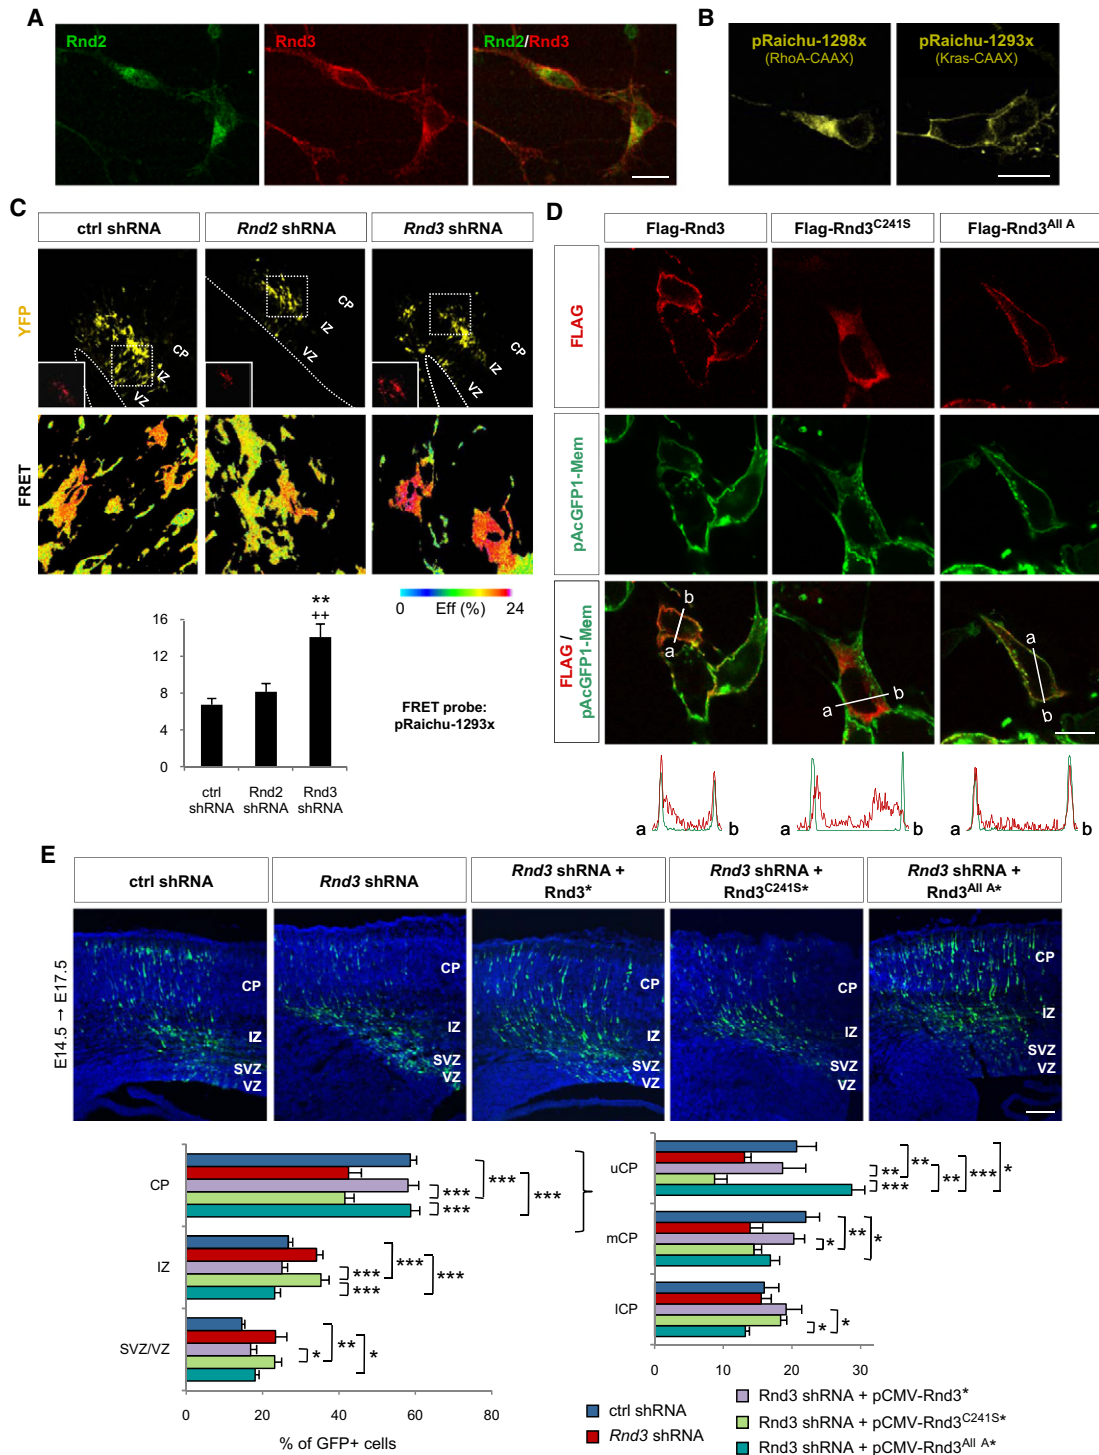 A
Rnd2
Rnd3
Rnd2/Rnd3
B
pRaichu-1298x
(RhoA-CAAX)
pRaichu-1293x
(Kras-CAAX)
C
ctrl shRNA
Rnd2 shRNA
Rnd3 shRNA
YFP
CP
IZ
VZ
CP
IZ
VZ
CP
IZ
VZ
FRET
0 Eff (%) 24
16
12
8
4
0
**
++
ctrl shRNA
Rnd2 shRNA
Rnd3 shRNA
FRET probe:
pRaichu-1293x
D
Flag-Rnd3
Flag-Rnd3C241S
Flag-Rnd3All A
FLAG
pAcGFP1-Mem
FLAG /
pAcGFP1-Mem
b
a
a
b
a
b
a b
a b
a b
E
ctrl shRNA
Rnd3 shRNA
Rnd3 shRNA +
Rnd3*
Rnd3 shRNA +
Rnd3C241S*
Rnd3 shRNA +
Rnd3All A*
E14.5 → E17.5
CP
IZ
SVZ
VZ
CP
IZ
SVZ
VZ
CP
IZ
SVZ
VZ
CP
IZ
SVZ
VZ
CP
IZ
SVZ
VZ
CP
*** *** ***
***
IZ
*** *** ***
***
SVZ/VZ
* ** *
0 20 40 60 80
% of GFP+ cells
uCP
** ** ** *** *
***
mCP
* ** *
lCP
* *
0 10 20 30
ctrl shRNA
Rnd3 shRNA
Rnd3 shRNA + pCMV-Rnd3*
Rnd3 shRNA + pCMV-Rnd3C241S*
Rnd3 shRNA + pCMV-Rnd3All A*